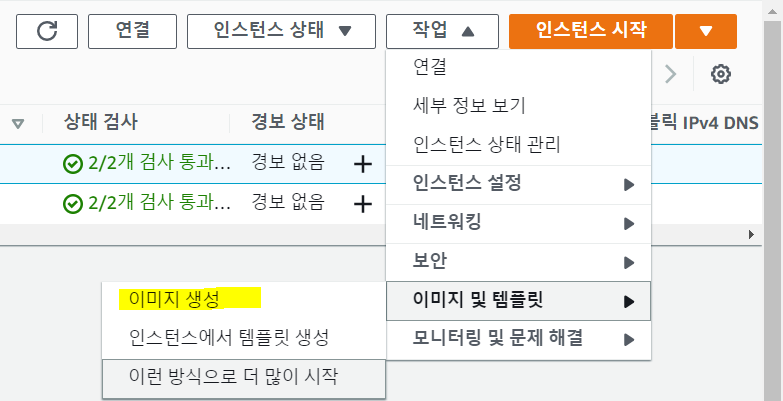 연결
인스턴스 상태
작업
인스턴스 시작
연결
세부 정보 보기
인스턴스 상태 관리
상태 검사
경보 상태
블릭 IPv4 DNS
2/2개 검사 통과...
경보 없음
인스턴스 설정
2/2개 검사 통과...
경보 없음
네트워킹
보안
이미지 및 템플릿
모니터링 및 문제 해결
이미지 생성
인스턴스에서 템플릿 생성
이런 방식으로 더 많이 시작